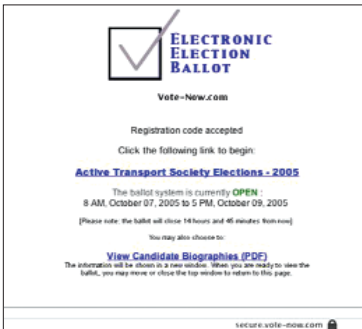 ELECTRONIC
ELECTION
BALLOT
Vote-Now.com
Registration code accepted
Click the following link to begin:
Active Transport Society Elections - 2005
The ballot system is currently OPEN :
8 AM, October 07, 2005 to 5 PM, October 09, 2005
[Please note: the ballot will close 14 hours and 45 minutes from now]
You may also choose to:
View Candidate Biographies (PDF)
The information will be shown in a new window. When you are ready to view the
ballot, you may move or close the top window to return to this page.
secure.vote-now.com